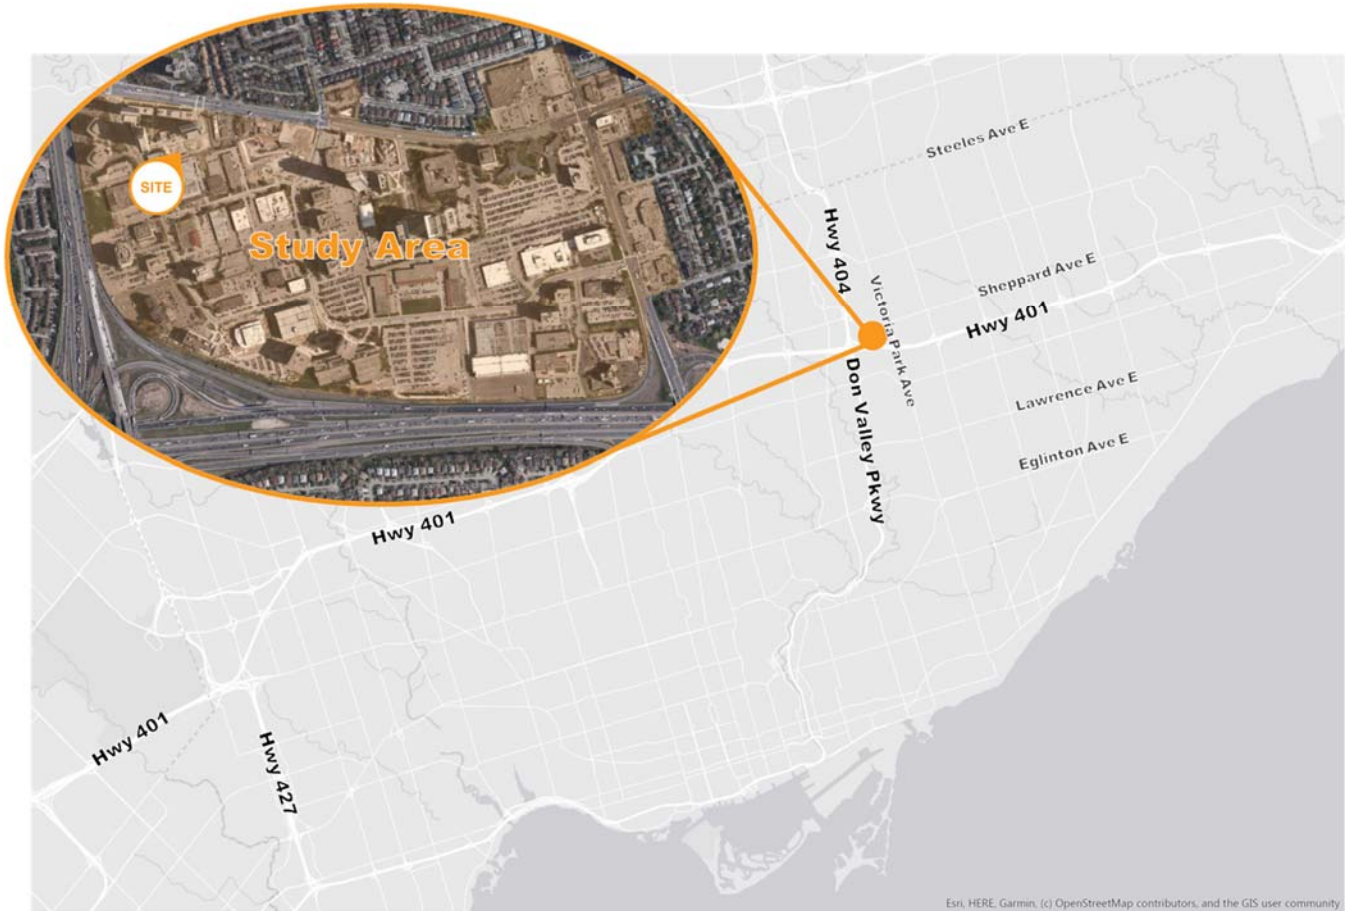 SITE
Study Area
Steeles Ave E
Hwy 404
Victoria Park Ave
Sheppard Ave E
Hwy 401
Don Valley Pkwy
Lawrence Ave E
Eglinton Ave E
Hwy 401
Hwy 401
Hwy 427
Esri, HERE, Garmin, (c) OpenStreetMap contributors, and the GIS user community